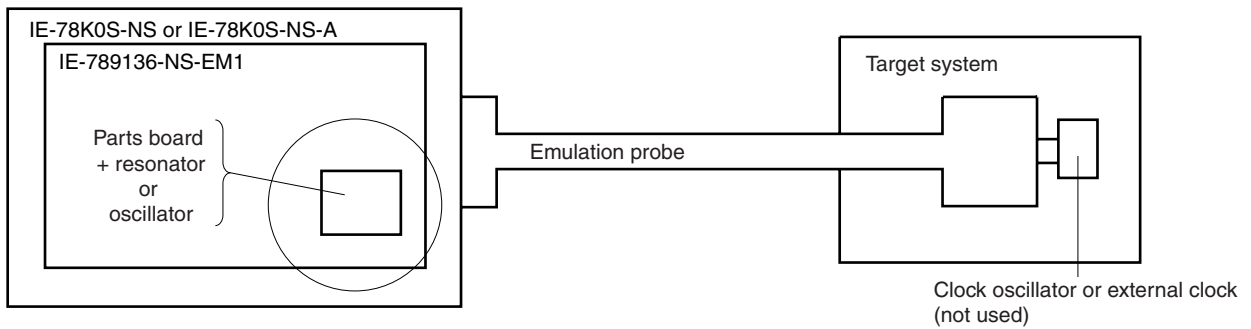 IE-78K0S-NS or IE-78K0S-NS-A
IE-789136-NS-EM1
Parts board
+ resonator
or
oscillator
Emulation probe
Target system
Clock oscillator or external clock
(not used)